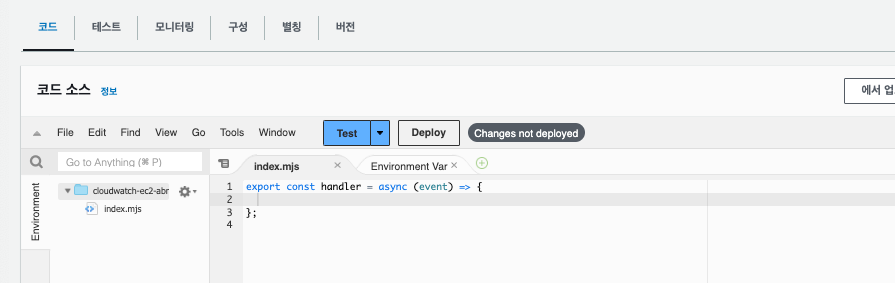 코드 테스트 모니터링 구성 별칭 버전
코드 소스 정보
에서 업
File Edit Find View Go Tools Window Test Deploy Changes not deployed
Go to Anything (⌘ P)
index.mjs Environment Var
Environment
cloudwatch-ec2-abr
index.mjs
1 export const handler = async (event) => {
2
3 };
4